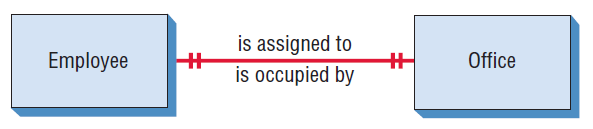 Employee
is assigned to
is occupied by
Office